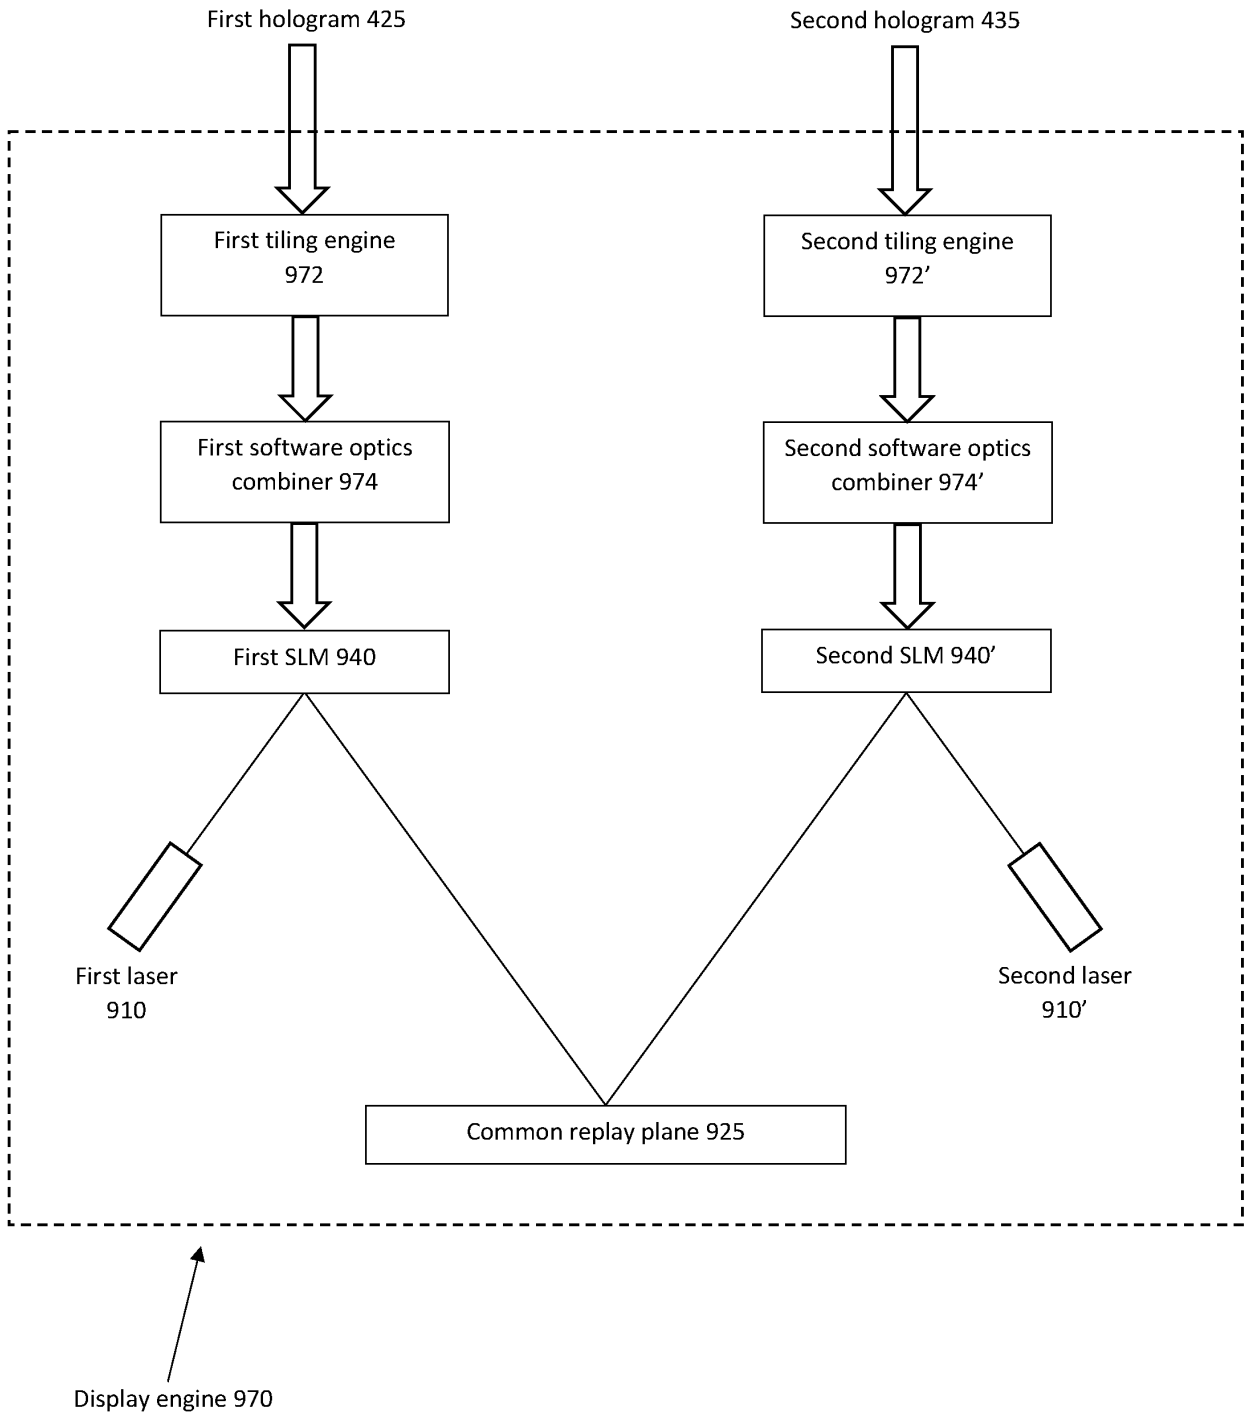 First hologram 425
Second hologram 435
First tiling engine
972
Second tiling engine
972’
First software optics
combiner 974
Second software optics
combiner 974’
First SLM 940
Second SLM 940’
First laser
910
Second laser
910’
Common replay plane 925
Display engine 970